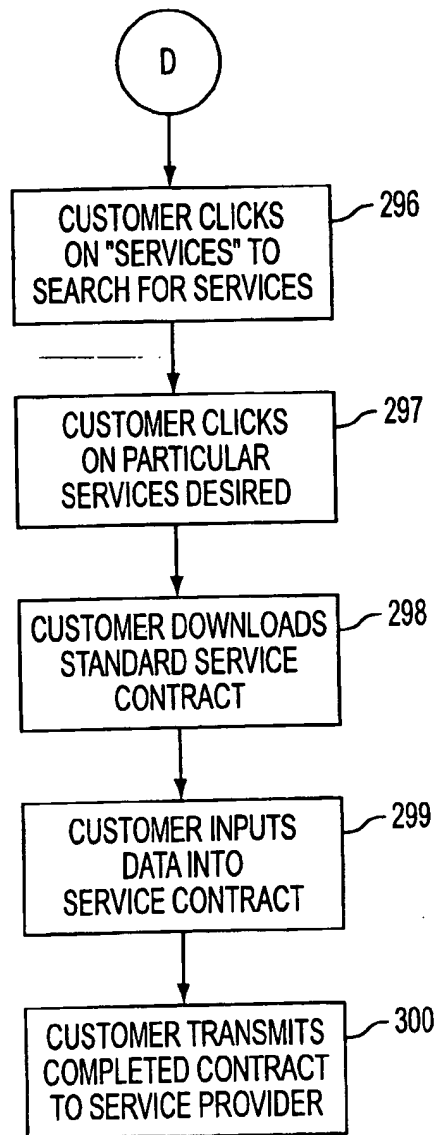 D
CUSTOMER CLICKS
ON "SERVICES" TO
SEARCH FOR SERVICES
296
CUSTOMER CLICKS
ON PARTICULAR
SERVICES DESIRED
297
CUSTOMER DOWNLOADS
STANDARD SERVICE
CONTRACT
298
CUSTOMER INPUTS
DATA INTO
SERVICE CONTRACT
299
CUSTOMER TRANSMITS
COMPLETED CONTRACT
TO SERVICE PROVIDER
300